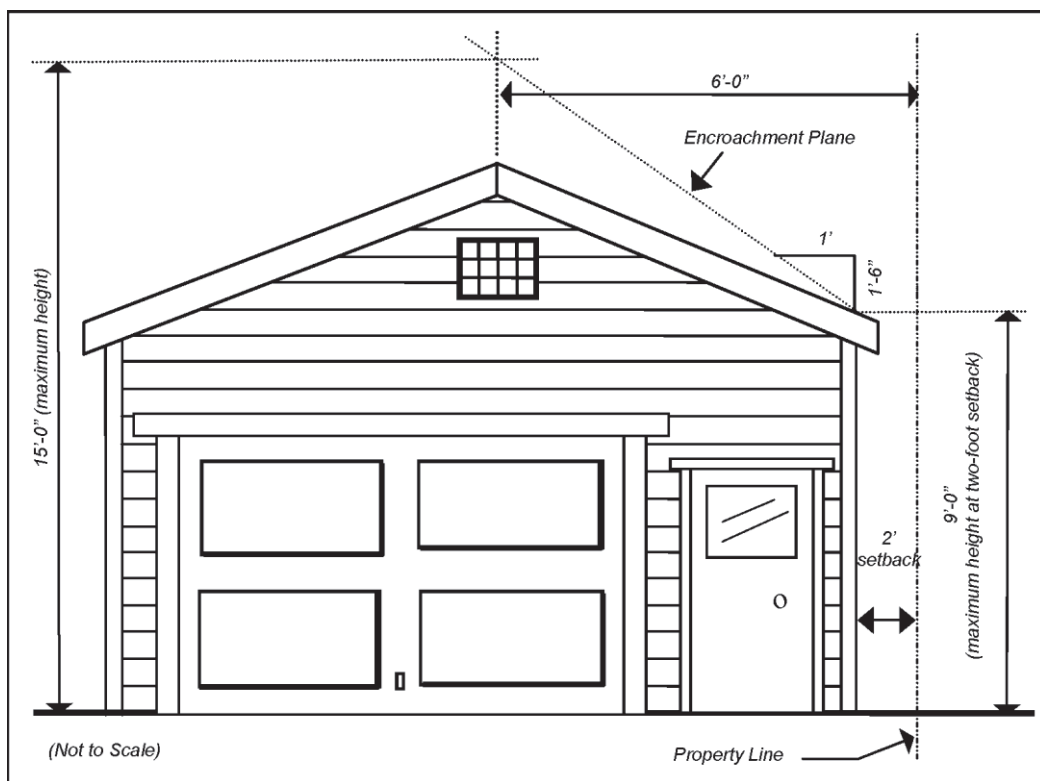 6'-0"
Encroachment Plane
1'
1'-6"
15'-0" (maximum height)
9'-0"
(maximum height at two-foot setback)
2'
setback
(Not to Scale)
Property Line